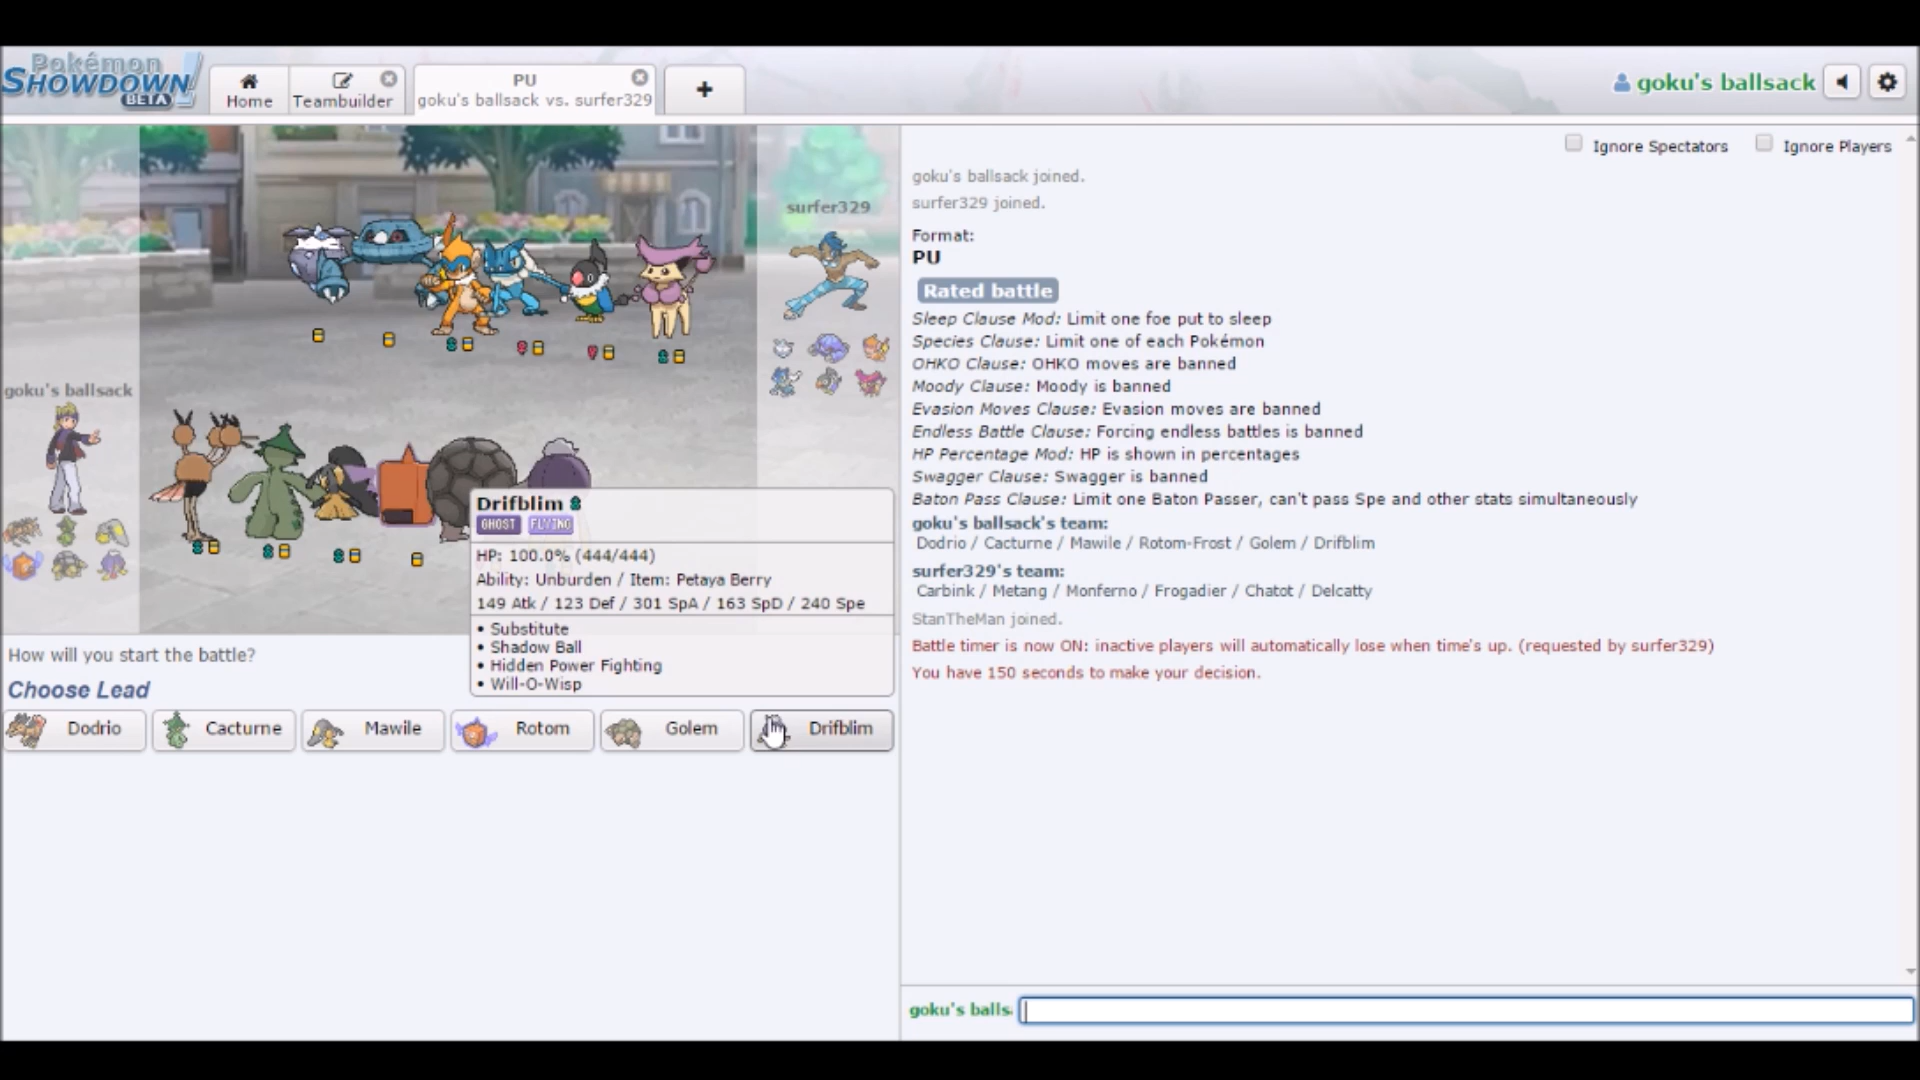 Pokémon
SHOWDOWN!
BETA
Home
Teambuilder
PU
goku's ballsack vs. surfer329
+
goku's ballsack
surfer329
goku's ballsack
Drifblim
GHOST FLYING
HP: 100.0% (444/444)
Ability: Unburden / Item: Petaya Berry
149 Atk / 123 Def / 301 SpA / 163 SpD / 240 Spe
• Substitute
• Shadow Ball
• Hidden Power Fighting
• Will-O-Wisp
How will you start the battle?
Choose Lead
Dodrio
Cacturne
Mawile
Rotom
Golem
Drifblim
Ignore Spectators
Ignore Players
goku's ballsack joined.
surfer329 joined.
Format:
PU
Rated battle
Sleep Clause Mod: Limit one foe put to sleep
Species Clause: Limit one of each Pokémon
OHKO Clause: OHKO moves are banned
Moody Clause: Moody is banned
Evasion Moves Clause: Evasion moves are banned
Endless Battle Clause: Forcing endless battles is banned
HP Percentage Mod: HP is shown in percentages
Swagger Clause: Swagger is banned
Baton Pass Clause: Limit one Baton Passer, can't pass Spe and other stats simultaneously
goku's ballsack's team:
Dodrio / Cacturne / Mawile / Rotom-Frost / Golem / Drifblim
surfer329's team:
Carbink / Metang / Monferno / Frogadier / Chatot / Delcatty
StanTheMan joined.
Battle timer is now ON: inactive players will automatically lose when time's up. (requested by surfer329)
You have 150 seconds to make your decision.
goku's balls